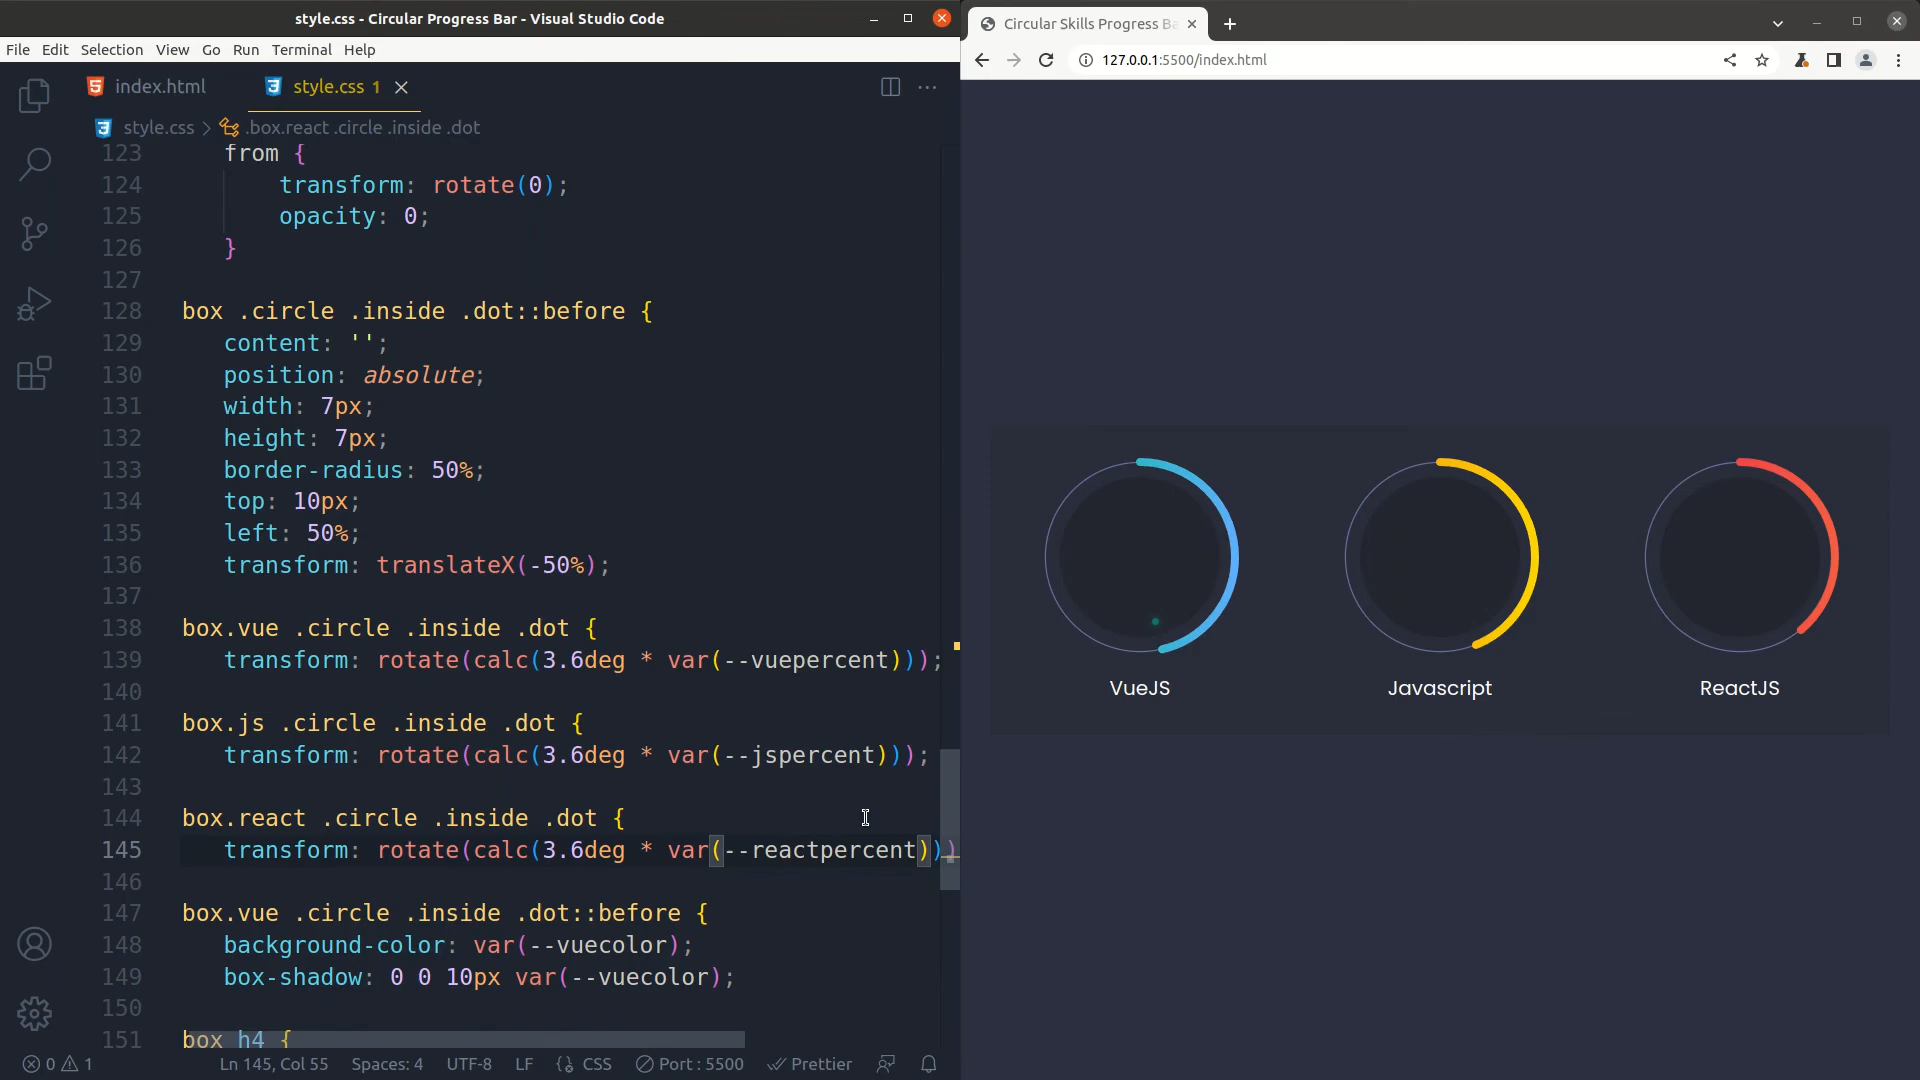 style.css - Circular Progress Bar - Visual Studio Code
File Edit Selection View Go Run Terminal Help
index.html
style.css 1
style.css > .box.react .circle .inside .dot
123 from {
124 transform: rotate(0);
125 opacity: 0;
126 }
127
128 box .circle .inside .dot::before {
129 content: '';
130 position: absolute;
131 width: 7px;
132 height: 7px;
133 border-radius: 50%;
134 top: 10px;
135 left: 50%;
136 transform: translateX(-50%);
137
138 box.vue .circle .inside .dot {
139 transform: rotate(calc(3.6deg * var(--vuepercent)));
140
141 box.js .circle .inside .dot {
142 transform: rotate(calc(3.6deg * var(--jspercent)));
143
144 box.react .circle .inside .dot {
145 transform: rotate(calc(3.6deg * var(--reactpercent)))
146
147 box.vue .circle .inside .dot::before {
148 background-color: var(--vuecolor);
149 box-shadow: 0 0 10px var(--vuecolor);
150
151 box h4 {
0 1 Ln 145, Col 55 Spaces: 4 UTF-8 LF {} CSS Port : 5500 Prettier
Circular Skills Progress Ba
127.0.0.1:5500/index.html
VueJS Javascript ReactJS